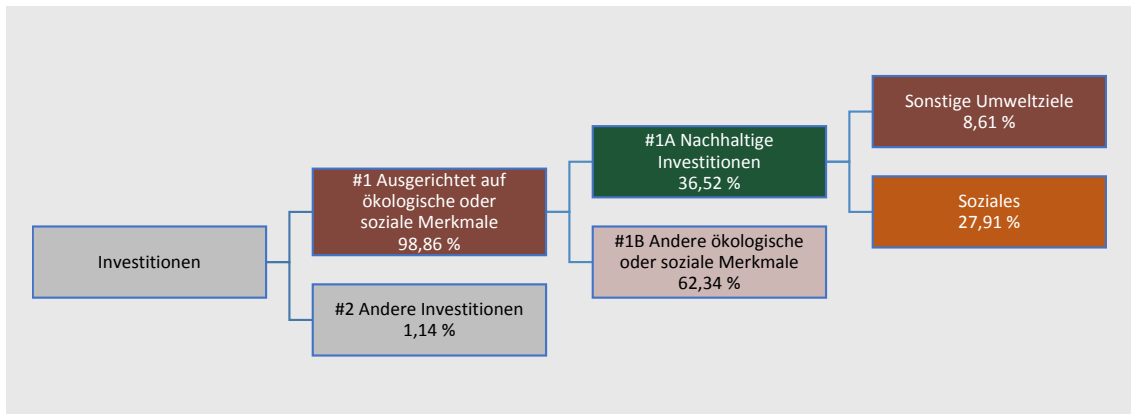 Investitionen
#1 Ausgerichtet auf
ökologische oder
soziale Merkmale
98,86 %
#2 Andere Investitionen
1,14 %
#1A Nachhaltige
Investitionen
36,52 %
#1B Andere ökologische
oder soziale Merkmale
62,34 %
Sonstige Umweltziele
8,61 %
Soziales
27,91 %